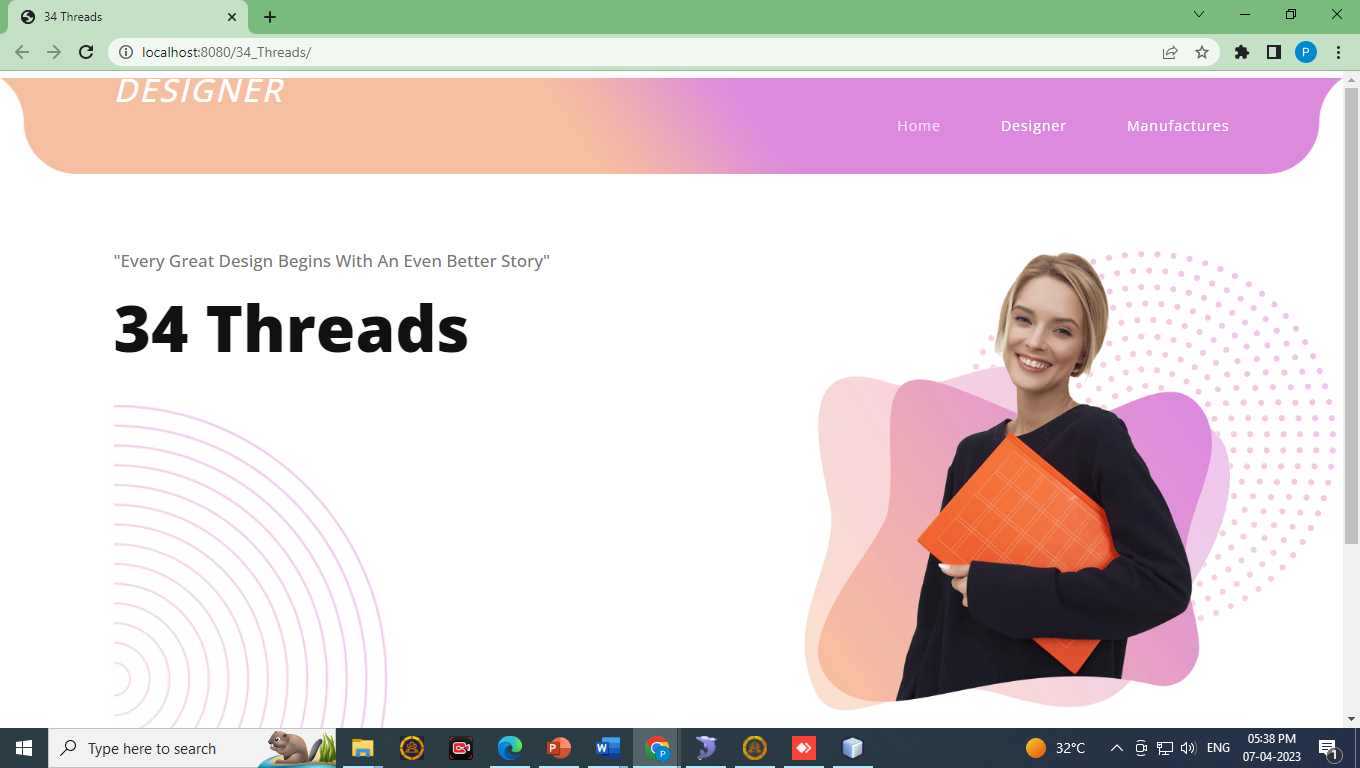 34 Threads
localhost:8080/34_Threads/
P
DESIGNER
Home
Designer
Manufactures
"Every Great Design Begins With An Even Better Story"
34 Threads
Type here to search
P
W
P
32°C
ENG
05:38 PM
07-04-2023
1